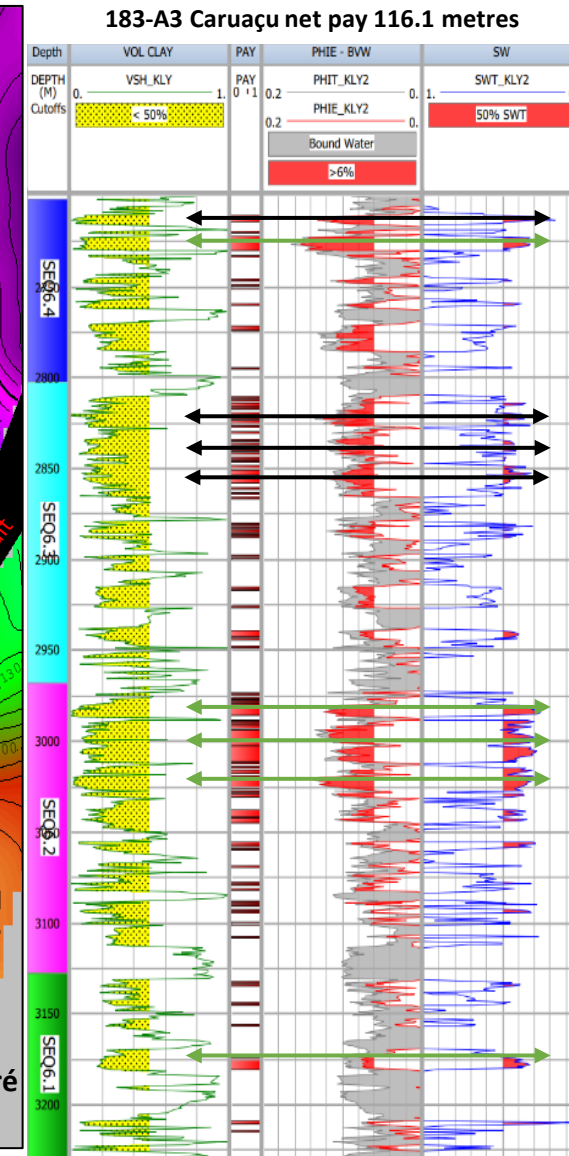 183-A3 Caruaçu net pay 116.1 metres
Depth VOL CLAY PAY PHIE - BVW SW
DEPTH (M) VSH_KLY PAY PHIT_KLY2 SWT_KLY2
0. 1. 0 1 0.2 0. 1.
Cutoffs < 50% PHIE_KLY2 50% SWT
0.2 0.
Bound Water
>6%
SEQ6.4
2800
2850
SEQ6.3
2900
2950
3000
SEQ6.2
3100
3150
SEQ6.1
3200
130
ré